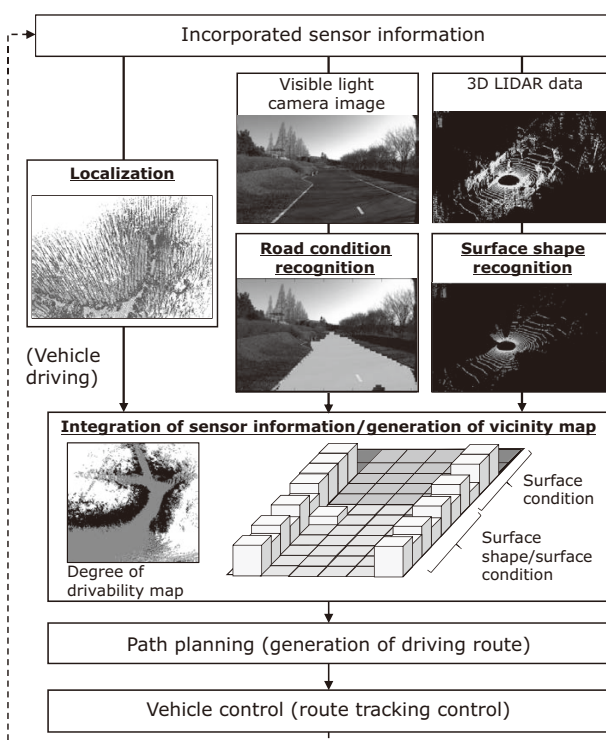 Incorporated sensor information
Visible light
camera image
3D LIDAR data
Localization
Road condition
recognition
Surface shape
recognition
(Vehicle
driving)
Integration of sensor information/generation of vicinity map
Surface
condition
Surface
shape/surface
condition
Degree of
drivability map
Path planning (generation of driving route)
Vehicle control (route tracking control)